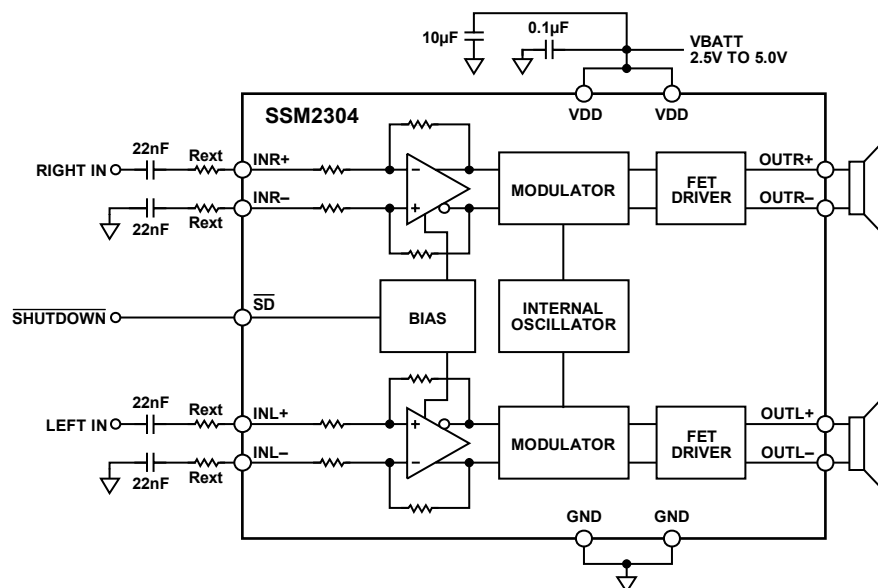 10µF
0.1µF
VBATT
2.5V TO 5.0V
SSM2304
VDD
VDD
22nF
Rext
INR+
OUTR+
RIGHT IN
MODULATOR
FET
DRIVER
INR–
OUTR–
22nF
Rext
SHUTDOWN
SD
BIAS
INTERNAL
OSCILLATOR
22nF
Rext
INL+
OUTL+
LEFT IN
MODULATOR
FET
DRIVER
INL–
OUTL–
22nF
Rext
GND
GND